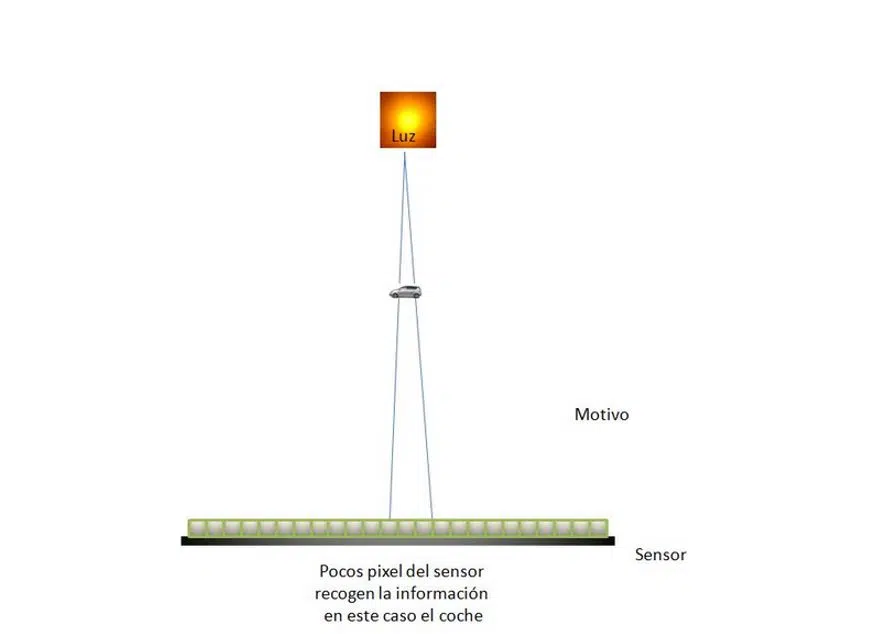 Luz
Motivo
Sensor
Pocos pixel del sensor
recogen la información
en este caso el coche